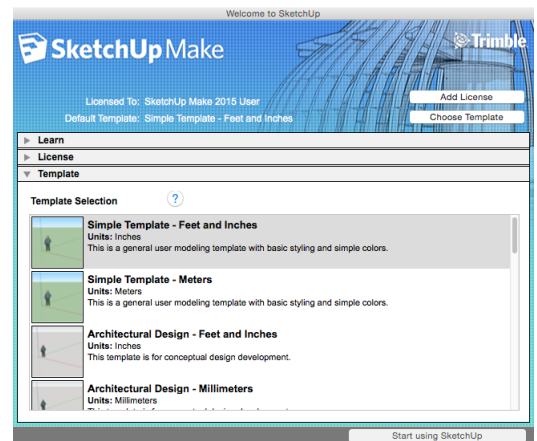 Welcome to SketchUp
SketchUp Make
Trimble
Licensed To: SketchUp Make 2015 User
Add License
Default Template: Simple Template - Feet and Inches
Choose Template
Learn
License
Template
Template Selection
?
Simple Template - Feet and Inches
Units: Inches
This is a general user modeling template with basic styling and simple colors.
Simple Template - Meters
Units: Meters
This is a general user modeling template with basic styling and simple colors.
Architectural Design - Feet and Inches
Units: Inches
This template is for conceptual design development.
Architectural Design - Millimeters
Units: Millimeters
Start using SketchUp